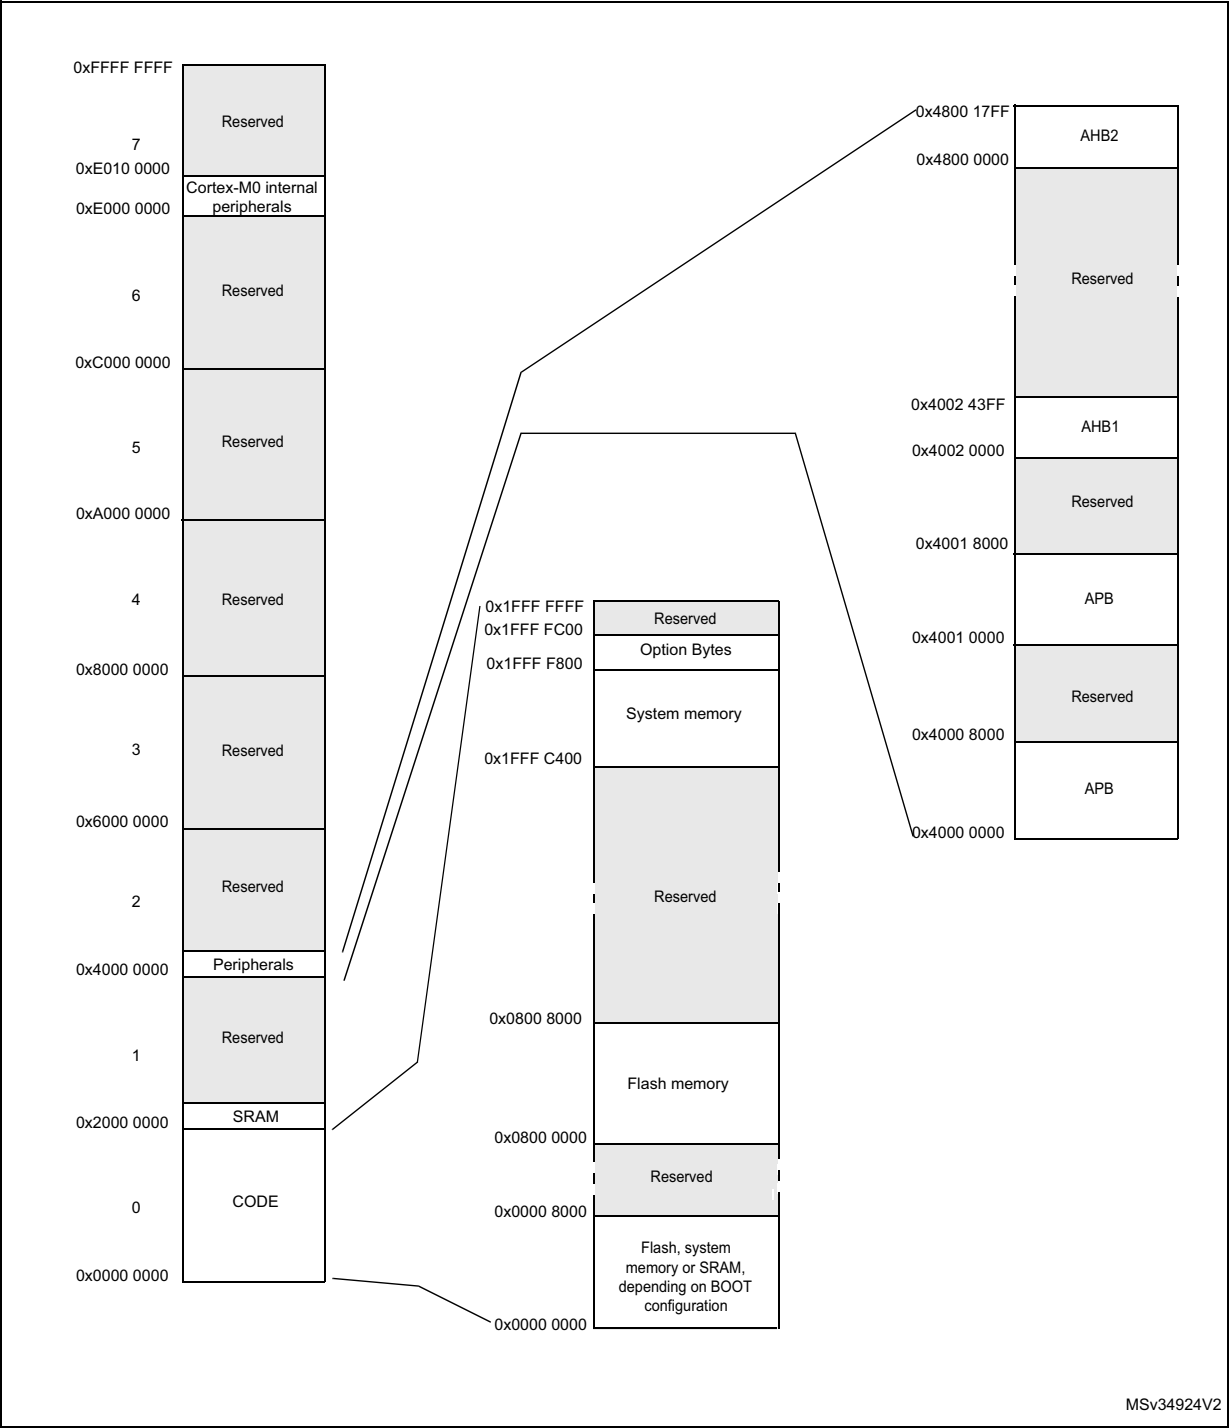 0xFFFF FFFF
Reserved
7
0xE010 0000
Cortex-M0 internal
peripherals
0xE000 0000
Reserved
6
0xC000 0000
Reserved
5
0xA000 0000
Reserved
4
0x8000 0000
Reserved
3
0x6000 0000
Reserved
2
Peripherals
0x4000 0000
Reserved
1
SRAM
0x2000 0000
CODE
0
0x0000 0000
0x1FFF FFFF
Reserved
0x1FFF FC00
Option Bytes
0x1FFF F800
System memory
0x1FFF C400
Reserved
0x0800 8000
Flash memory
0x0800 0000
Reserved
0x0000 8000
Flash, system
memory or SRAM,
depending on BOOT
configuration
0x0000 0000
0x4800 17FF
AHB2
0x4800 0000
Reserved
0x4002 43FF
AHB1
0x4002 0000
Reserved
0x4001 8000
APB
0x4001 0000
Reserved
0x4000 8000
APB
0x4000 0000
MSv34924V2